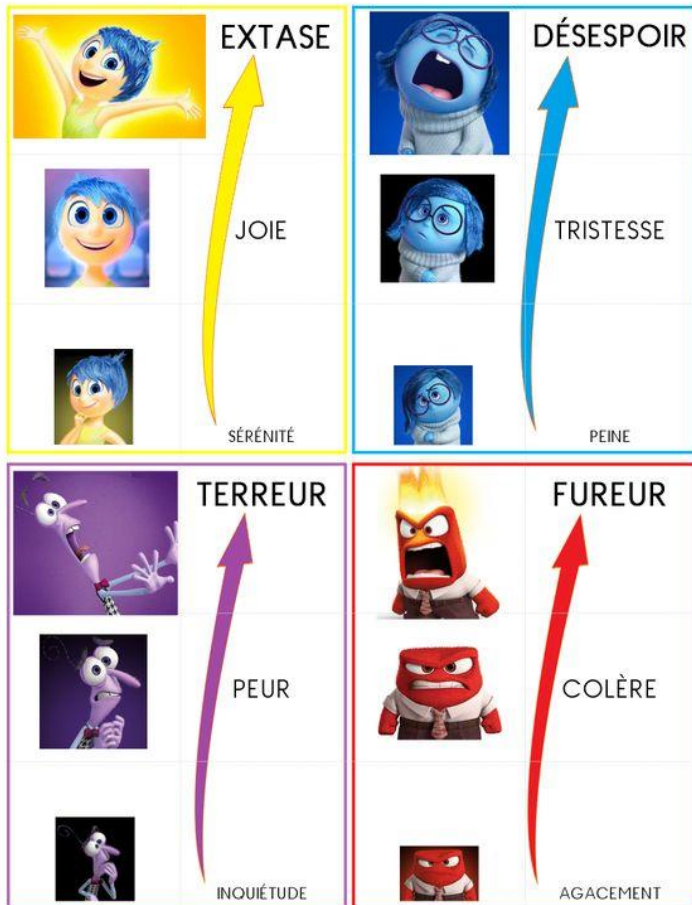 EXTASE
JOIE
SÉRÉNITÉ
DÉSESPOIR
TRISTESSE
PEINE
TERREUR
PEUR
INQUIÉTUDE
FUREUR
COLÈRE
AGACEMENT